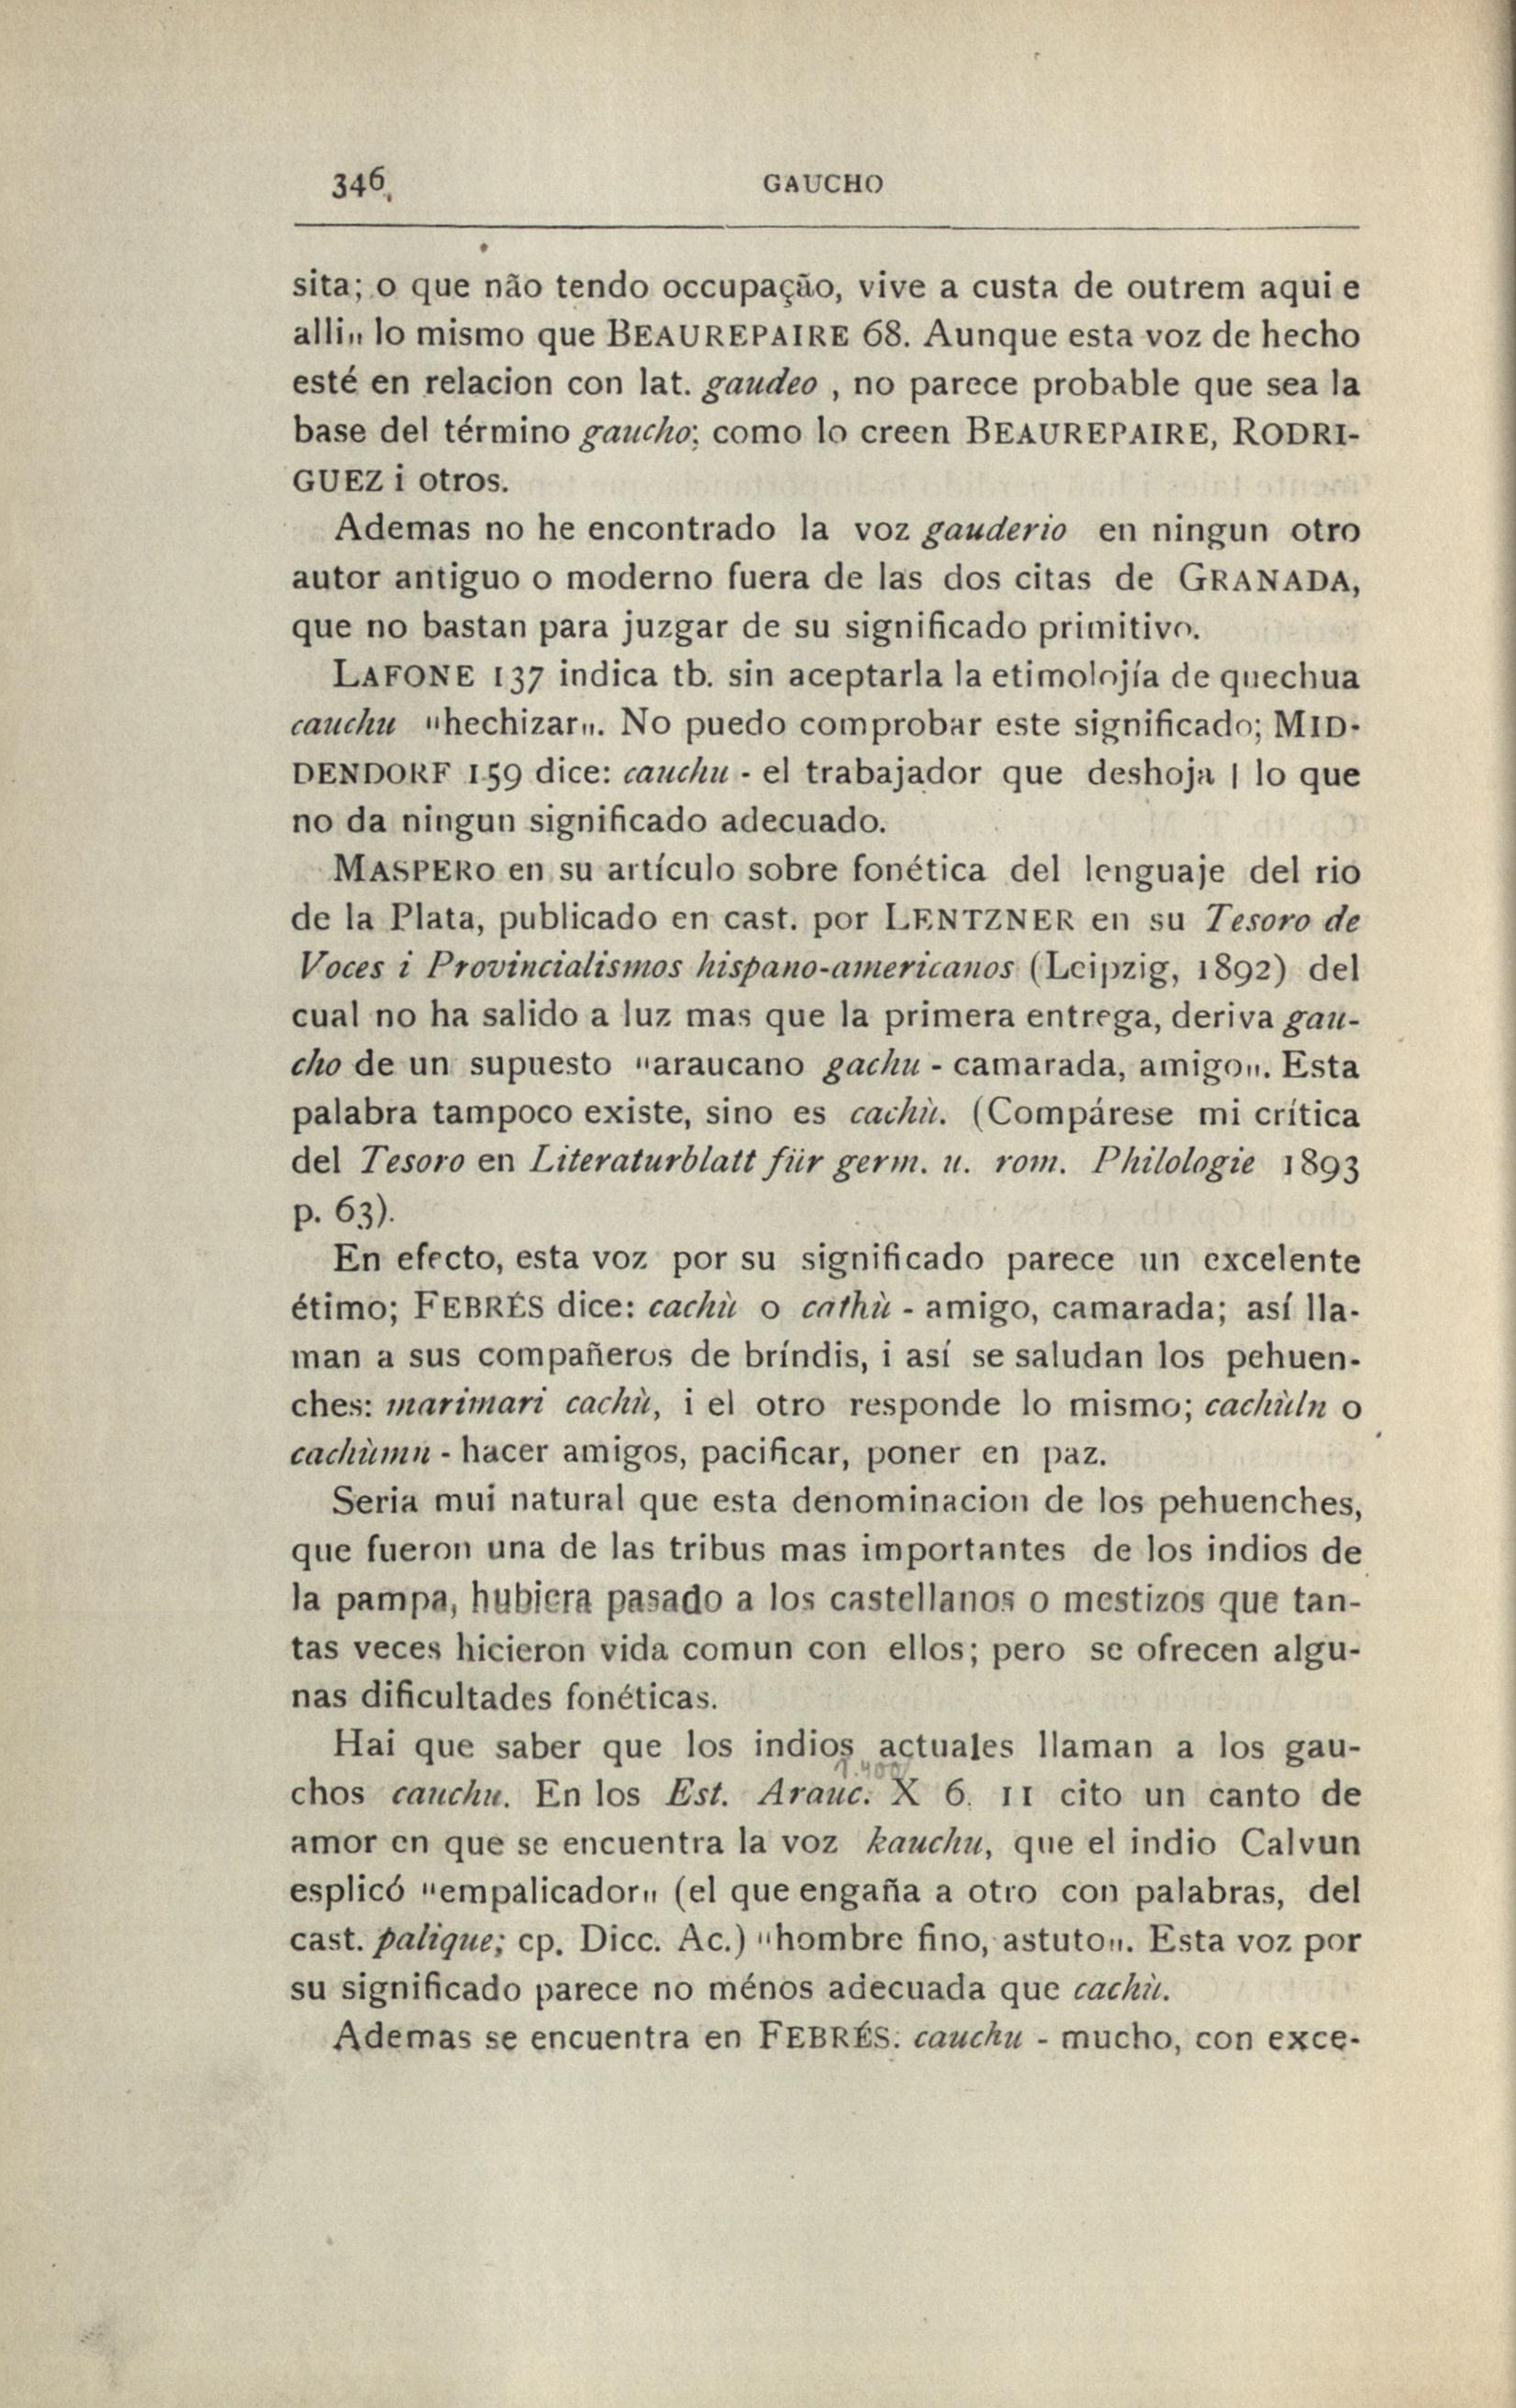 346
GAUCHO
sita; o que não tendo occupação, vive a custa de outrem aqui e
alli„ lo mismo que BEAUREPAIRE 68. Aunque esta voz de hecho
esté en relacion con lat. gaudeo , no parece probable que sea la
base del término gaucho; como lo creen BEAUREPAIRE, RODRI-
GUEZ i otros.
Ademas no he encontrado la voz gauderio en ningun otro
autor antiguo o moderno fuera de las dos citas de GRANADA,
que no bastan para juzgar de su significado primitivo.
LAFONE 137 indica tb. sin aceptarla la etimolojía de quechua
cauchu "hechizar„. No puedo comprobar este significado; MID-
DENDORF 159 dice: cauchu - el trabajador que deshoja | lo que
no da ningun significado adecuado.
MASPERO en su artículo sobre fonética del lenguaje del rio
de la Plata, publicado en cast. por LENTZNER en su Tesoro de
Voces i Provincialismos hispano-americanos (Leipzig, 1892) del
cual no ha salido a luz mas que la primera entrega, deriva gau-
cho de un supuesto "araucano gachu - camarada, amigo„. Esta
palabra tampoco existe, sino es cachù. (Compárese mi crítica
del Tesoro en Literaturblatt für germ. u. rom. Philologie 1893
p. 63).
En efecto, esta voz por su significado parece un excelente
étimo; FEBRÉS dice: cachù o cathù - amigo, camarada; así lla-
man a sus compañeros de bríndis, i así se saludan los pehuen-
ches: marimari cachù, i el otro responde lo mismo; cachùln o
cachùmn - hacer amigos, pacificar, poner en paz.
Seria mui natural que esta denominacion de los pehuenches,
que fueron una de las tribus mas importantes de los indios de
la pampa, hubiera pasado a los castellanos o mestizos que tan-
tas veces hicieron vida comun con ellos; pero se ofrecen algu-
nas dificultades fonéticas.
Hai que saber que los indios actuales llaman a los gau-
chos cauchu. En los Est. Arauc. X 6. 11 cito un canto de
amor en que se encuentra la voz kauchu, que el indio Calvun
esplicó "empalicador„ (el que engaña a otro con palabras, del
cast. palique; cp. Dicc. Ac.) "hombre fino, astuto„. Esta voz por
su significado parece no ménos adecuada que cachù.
Ademas se encuentra en FEBRÉS: cauchu - mucho, con exce-